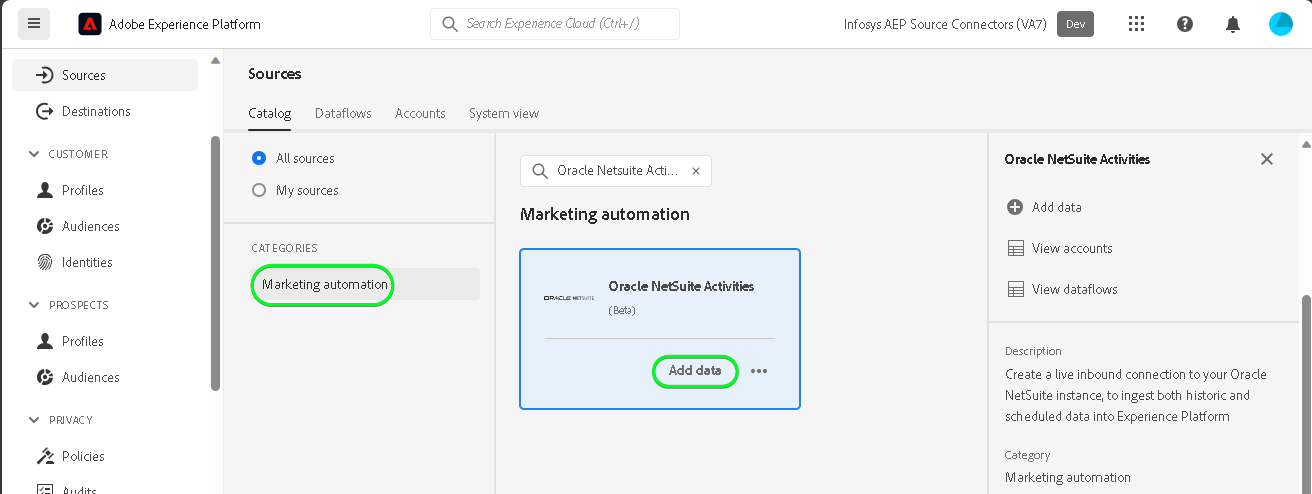 Adobe Experience Platform
Search Experience Cloud (Ctrl+/)
Infosys AEP Source Connectors (VA7)
Dev
Sources
Destinations
CUSTOMER
Profiles
Audiences
Identities
PROSPECTS
Profiles
Audiences
PRIVACY
Policies
Audits
Sources
Catalog Dataflows Accounts System view
All sources
My sources
CATEGORIES
Marketing automation
Oracle Netsuite Acti...
Marketing automation
ORACLE NETSUITE
Oracle NetSuite Activities
(Beta)
Add data
Oracle NetSuite Activities
Add data
View accounts
View dataflows
Description
Create a live inbound connection to your Oracle
NetSuite instance, to ingest both historic and
scheduled data into Experience Platform
Category
Marketing automation